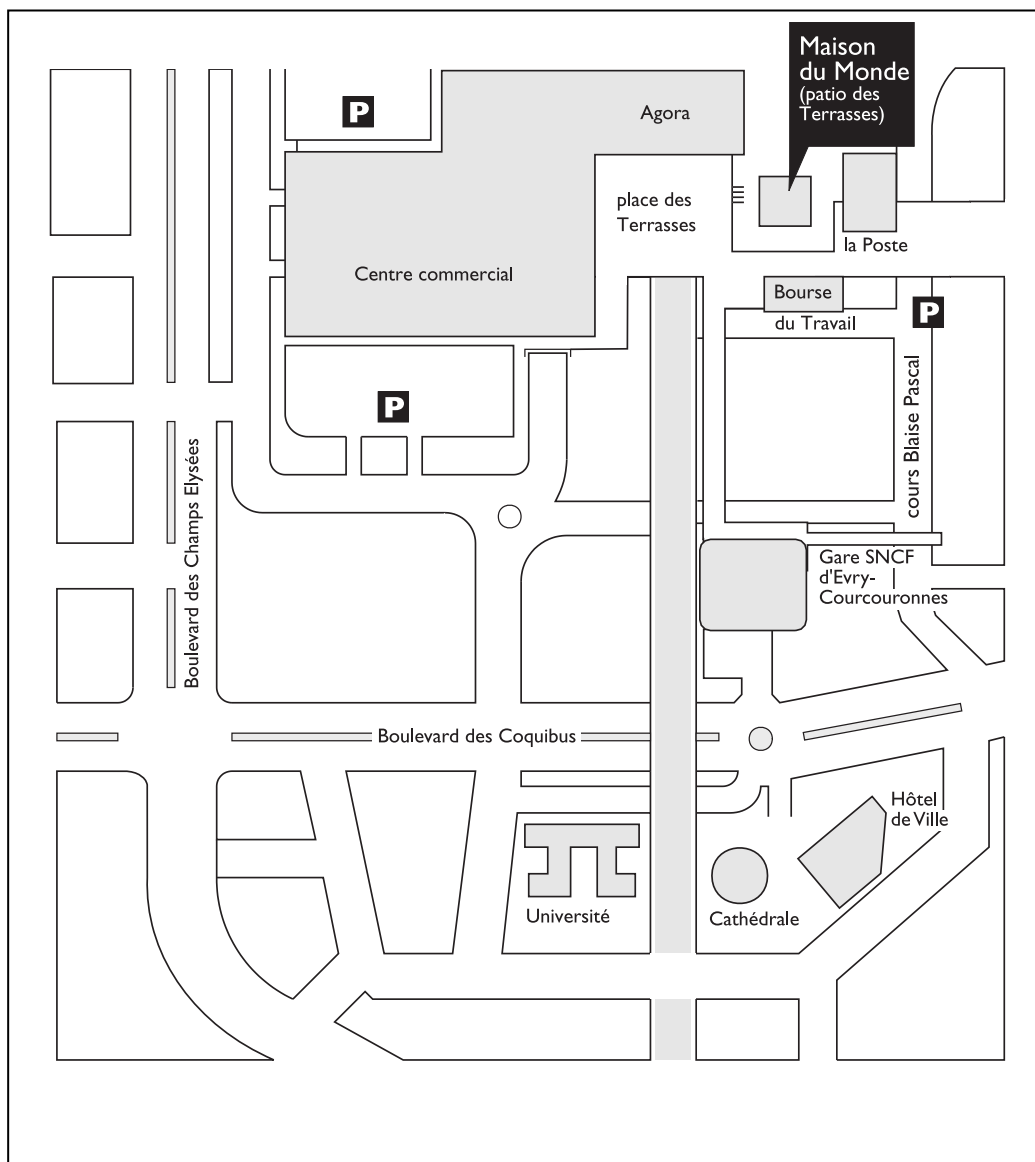 Maison
du Monde
(patio des
Terrasses)
P
Agora
place des
Terrasses
la Poste
Centre commercial
Bourse
du Travail
P
P
cours Blaise Pascal
Boulevard des Champs Elysées
Gare SNCF
d'Evry-
Courcouronnes
Boulevard des Coquibus
Hôtel
de Ville
Université
Cathédrale